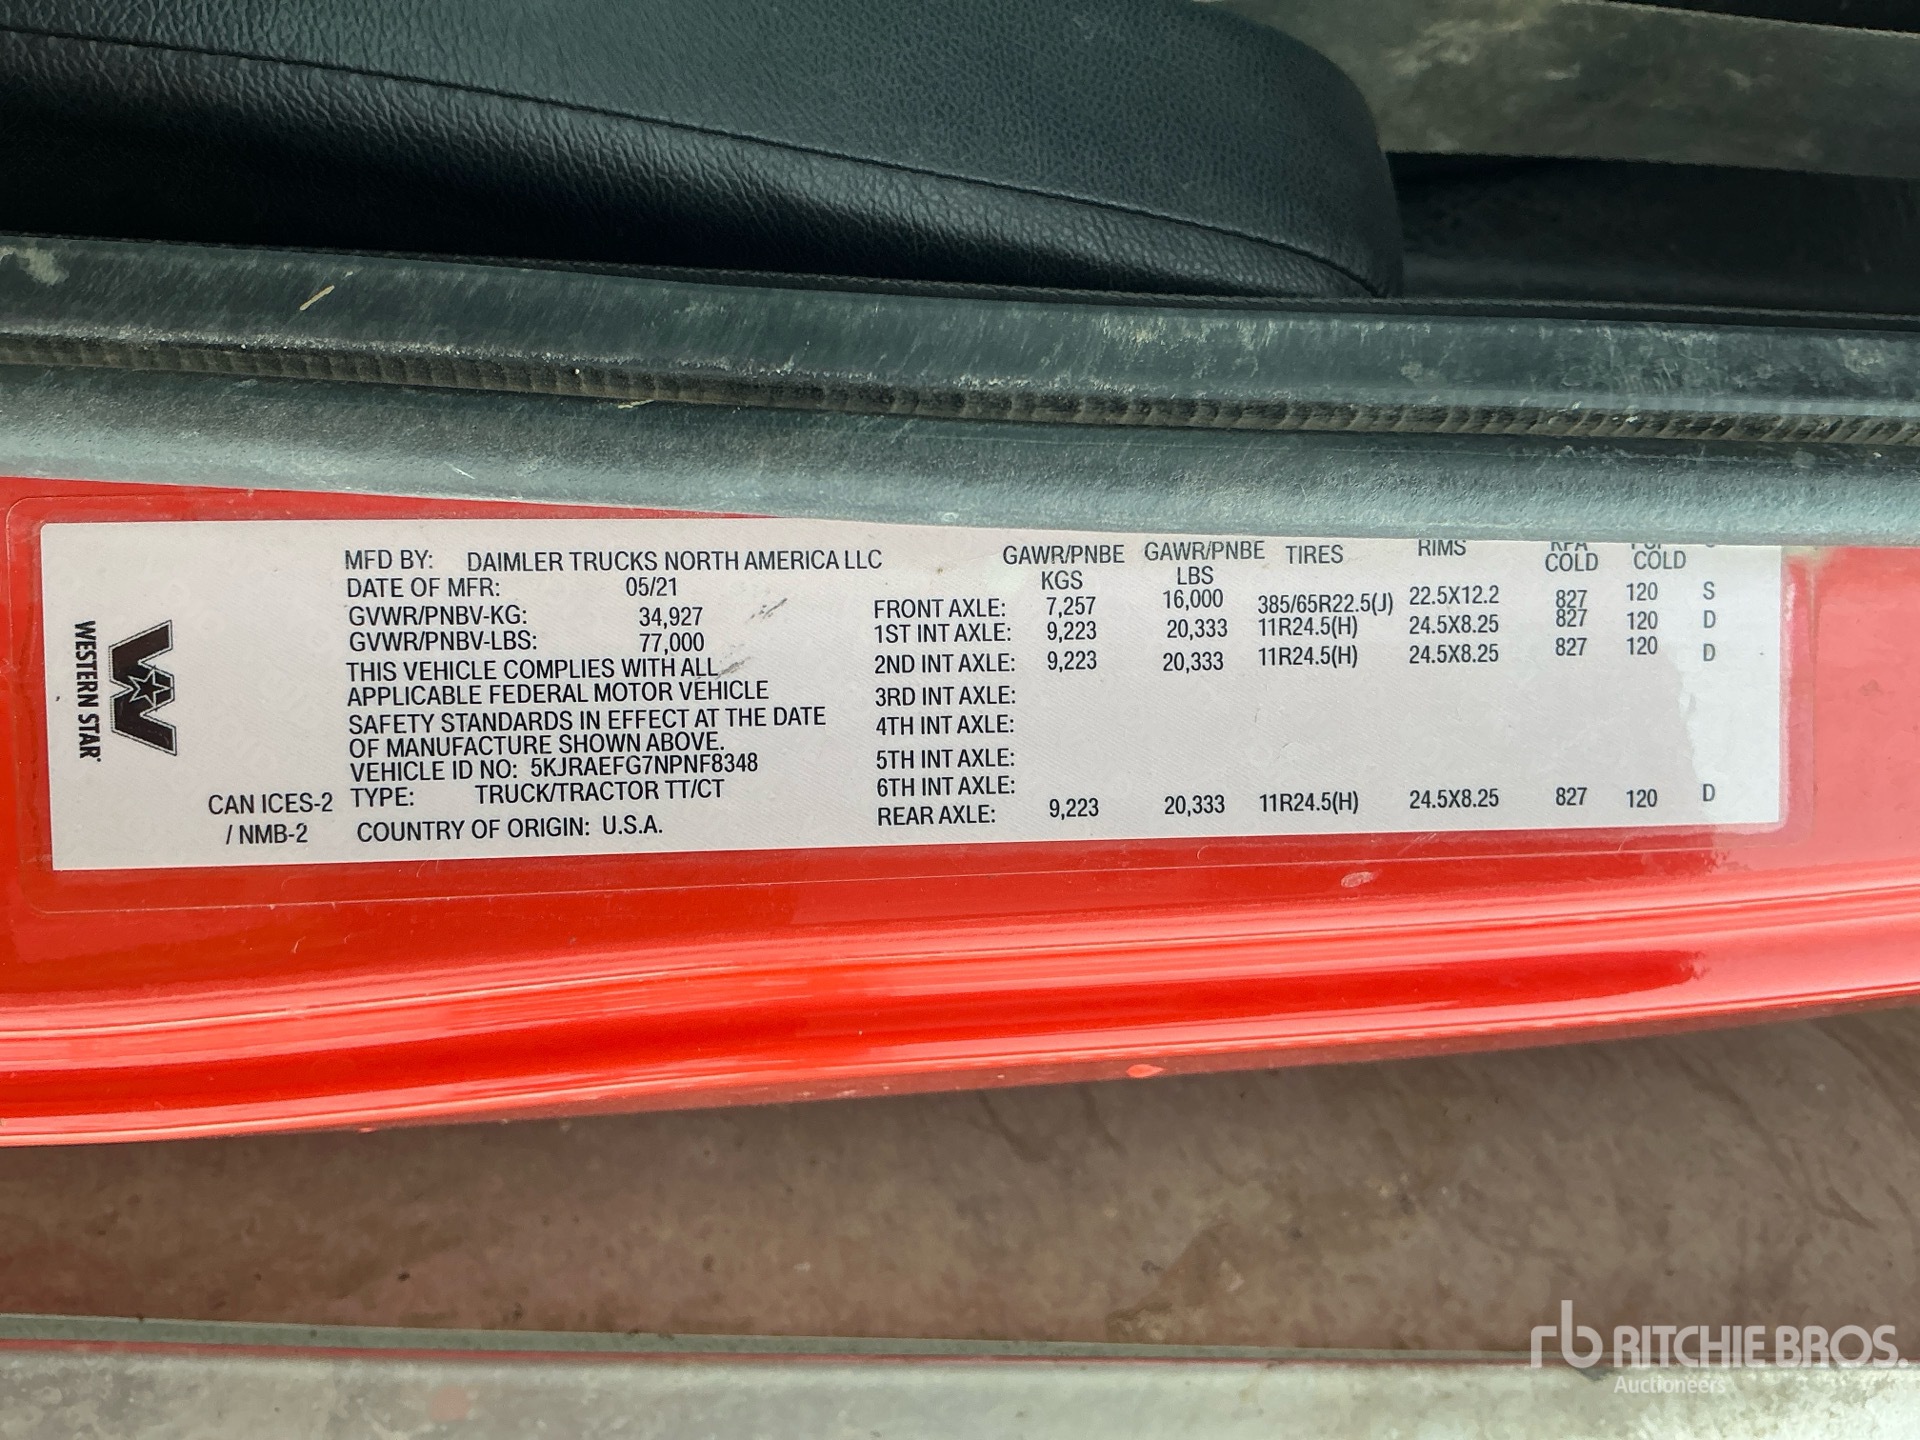 WESTERN STAR
MFD BY: DAIMLER TRUCKS NORTH AMERICA LLC
DATE OF MFR: 05/21
GVWR/PNBV-KG: 34,927
GVWR/PNBV-LBS: 77,000
THIS VEHICLE COMPLIES WITH ALL
APPLICABLE FEDERAL MOTOR VEHICLE
SAFETY STANDARDS IN EFFECT AT THE DATE
OF MANUFACTURE SHOWN ABOVE.
VEHICLE ID NO: 5KJRAEFG7NPNF8348
TYPE: TRUCK/TRACTOR TT/CT
COUNTRY OF ORIGIN: U.S.A.
CAN ICES-2
/ NMB-2
GAWR/PNBE GAWR/PNBE TIRES RIMS KPA
KGS LBS COLD COLD
FRONT AXLE: 7,257 16,000 385/65R22.5(J) 22.5X12.2 827 120 S
1ST INT AXLE: 9,223 20,333 11R24.5(H) 24.5X8.25 827 120 D
2ND INT AXLE: 9,223 20,333 11R24.5(H) 24.5X8.25 827 120 D
3RD INT AXLE:
4TH INT AXLE:
5TH INT AXLE:
6TH INT AXLE:
REAR AXLE: 9,223 20,333 11R24.5(H) 24.5X8.25 827 120 D
rb RITCHIE BROS.
Auctioneers